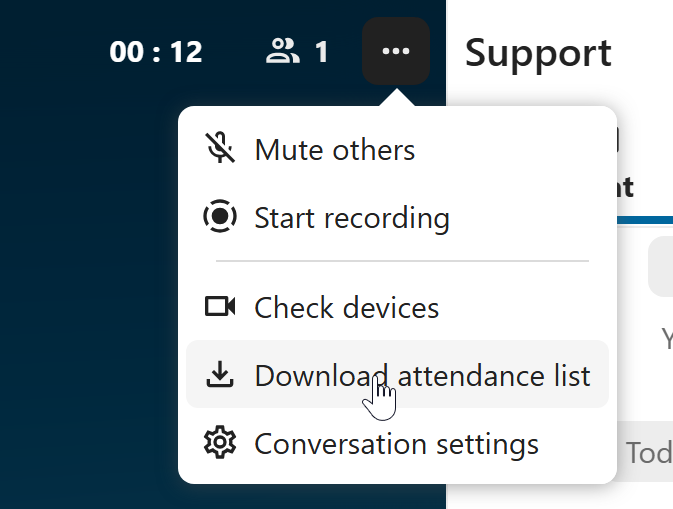 00 : 12
1
Support
Mute others
Start recording
Check devices
Download attendance list
Conversation settings